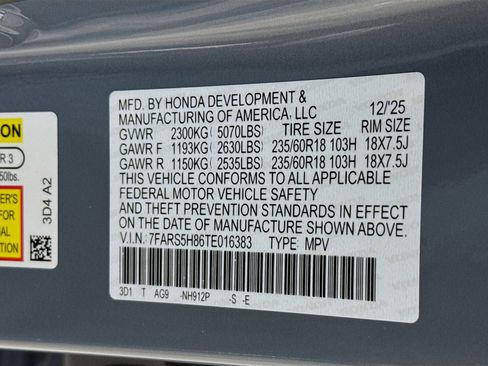 MFD. BY HONDA DEVELOPMENT &
MANUFACTURING OF AMERICA, LLC 12/'25
GVWR 2300KG(5070LBS) TIRE SIZE RIM SIZE
GAWR F 1193KG(2630LBS) 235/60R18 103H 18X7.5J
GAWR R 1150KG(2535LBS) 235/60R18 103H 18X7.5J
THIS VEHICLE CONFORMS TO ALL APPLICABLE
FEDERAL MOTOR VEHICLE SAFETY
AND THEFT PREVENTION STANDARDS IN EFFECT
ON THE DATE OF MANUFACTURE SHOWN ABOVE.
V.I.N.: 7FARS5H86TE016383 TYPE: MPV
3D1 T AG9 -NH912P -S -E
R 3
50lbs.
FOR
3D4 A2